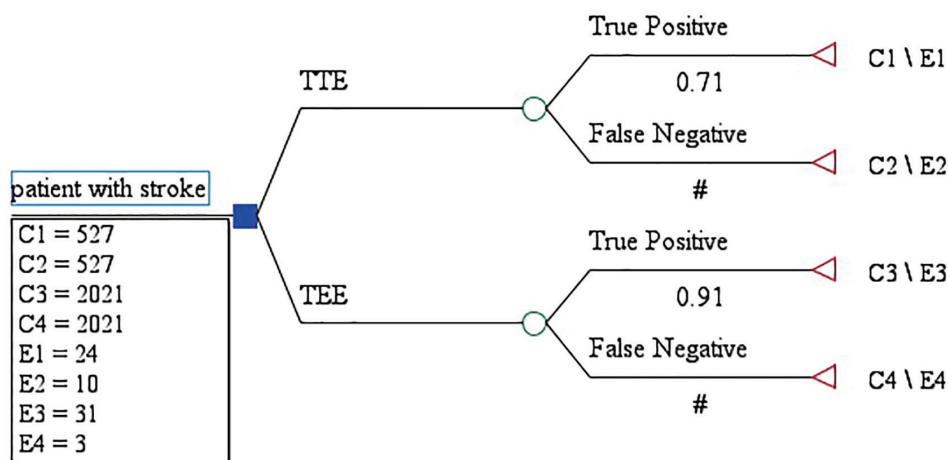 True Positive
C1 \ E1
TTE
0.71
False Negative
C2 \ E2
#
patient with stroke
C1 = 527
C2 = 527
C3 = 2021
C4 = 2021
E1 = 24
E2 = 10
E3 = 31
E4 = 3
True Positive
C3 \ E3
TEE
0.91
False Negative
C4 \ E4
#